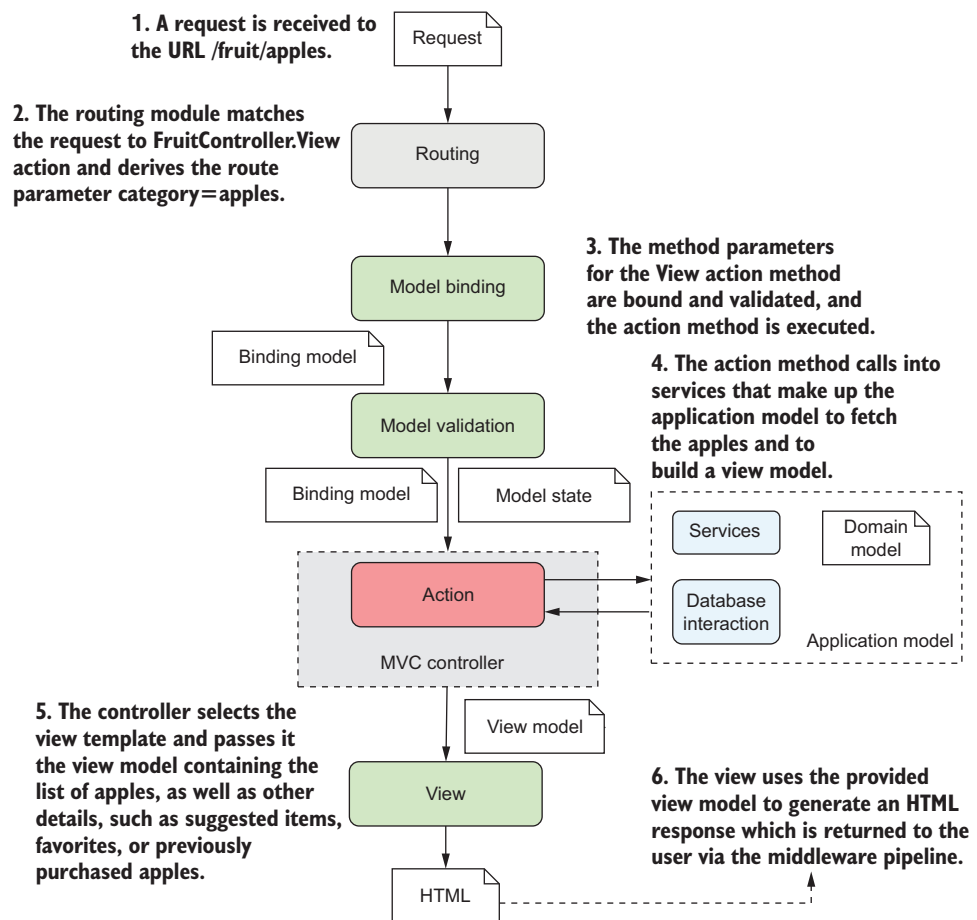 1. A request is received to
the URL /fruit/apples.
Request
2. The routing module matches
the request to FruitController.View
action and derives the route
parameter category=apples.
Routing
3. The method parameters
for the View action method
are bound and validated, and
the action method is executed.
Model binding
Binding model
4. The action method calls into
services that make up the
application model to fetch
the apples and to
build a view model.
Model validation
Binding model
Model state
Services
Domain
model
Action
Database
interaction
Application model
MVC controller
5. The controller selects the
view template and passes it
the view model containing the
list of apples, as well as other
details, such as suggested items,
favorites, or previously
purchased apples.
View model
View
6. The view uses the provided
view model to generate an HTML
response which is returned to the
user via the middleware pipeline.
HTML